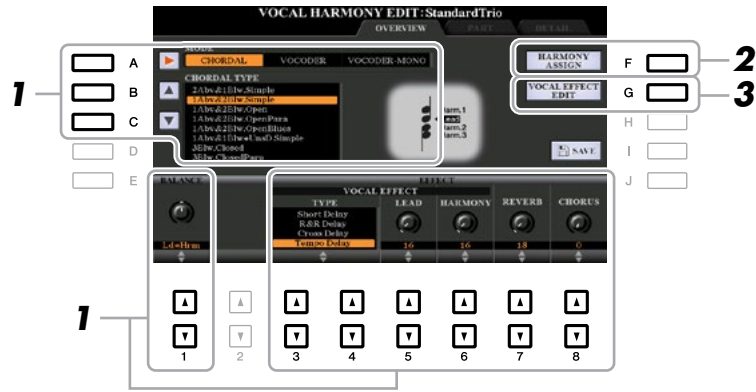 VOCAL HARMONY EDIT:StandardTrio
OVERVIEW PART DETAIL
MODE
CHORDAL VOCODER VOCODER-MONO
CHORDAL TYPE
2Abv.&1Blw.Simple
1Abv.&2Blw.Simple
1Abv.&2Blw.Open
1Abv.&2Blw.OpenPara
1Abv.&2Blw.OpenBlues
1Abv.&1Blw+UnsD.Simple
3Blw.Closed
3Blw.ClosedPara
Harm.1
Lead
Harm.2
Harm.3
HARMONY
ASSIGN
VOCAL EFFECT
EDIT
SAVE
A
B
C
D
E
F
G
H
I
J
1
2
3
BALANCE
EFFECT
VOCAL EFFECT
TYPE LEAD HARMONY REVERB CHORUS
Short Delay
R&R Delay
Cross Delay
Tempo Delay
Ld=Hrm
16 16 18 0
1
1 2 3 4 5 6 7 8